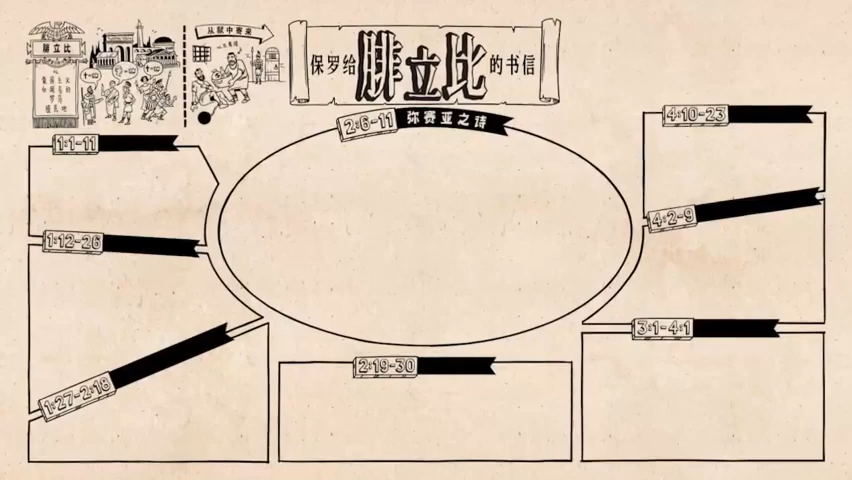 腓立比
从狱中寄来
保罗给腓立比的书信
2:6-11 弥赛亚之诗
1:1-11
1:12-26
1:27-2:18
2:19-30
3:1-4:1
4:2-9
4:10-23